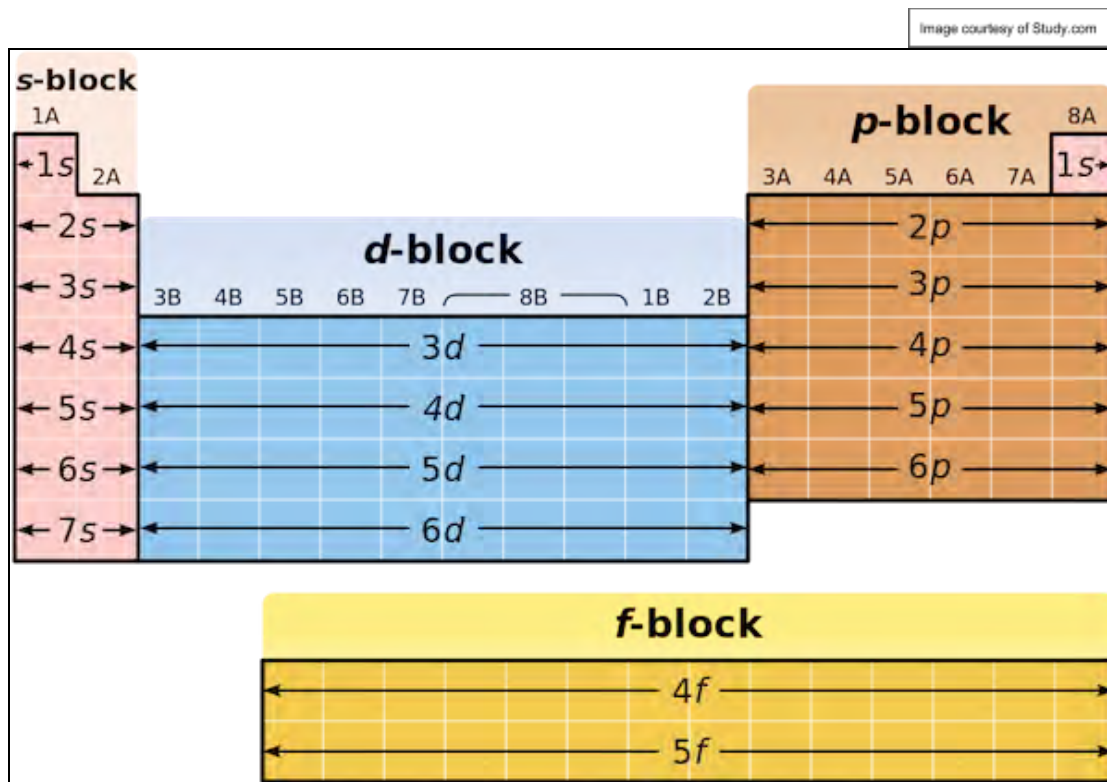 Image courtesy of Study.com
s-block
1A
8A
p-block
1s
1s
2A
3A 4A 5A 6A 7A
2s
2p
d-block
3s
3p
3B 4B 5B 6B 7B 8B 1B 2B
4s
3d
4p
5s
4d
5p
6s
5d
6p
7s
6d
f-block
4f
5f